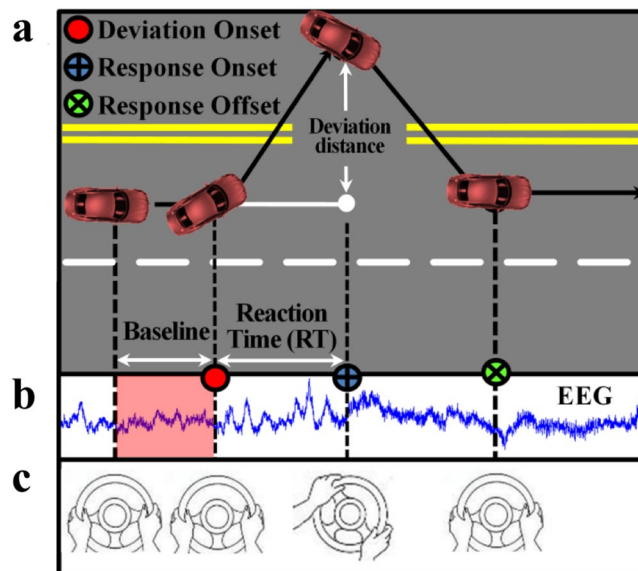 a
Deviation Onset
Response Onset
Response Offset
Deviation
distance
Baseline
Reaction
Time (RT)
b
EEG
c